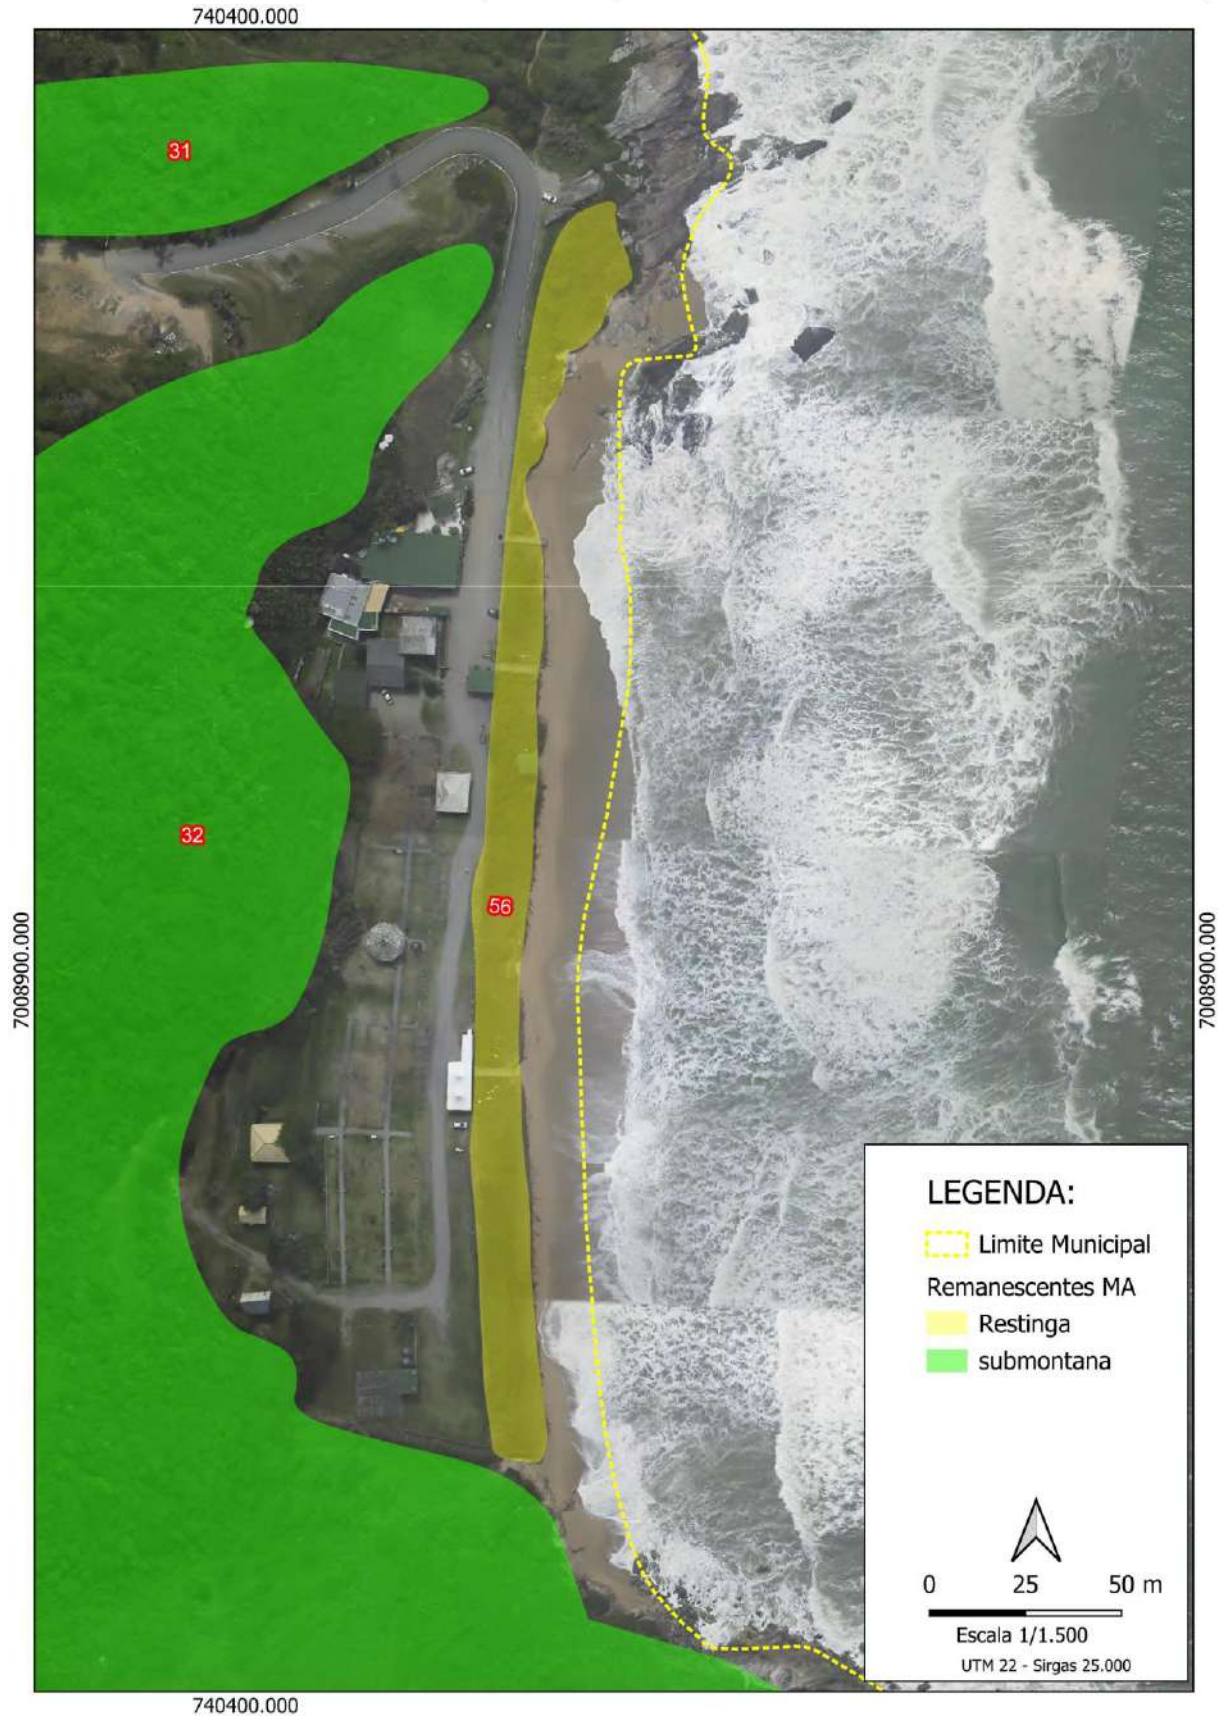 740400.000
31
32
56
7008900.000
7008900.000
LEGENDA:
Limite Municipal
Remanescentes MA
Restinga
submontana
0 25 50 m
Escala 1/1.500
UTM 22 - Sirgas 25.000
740400.000